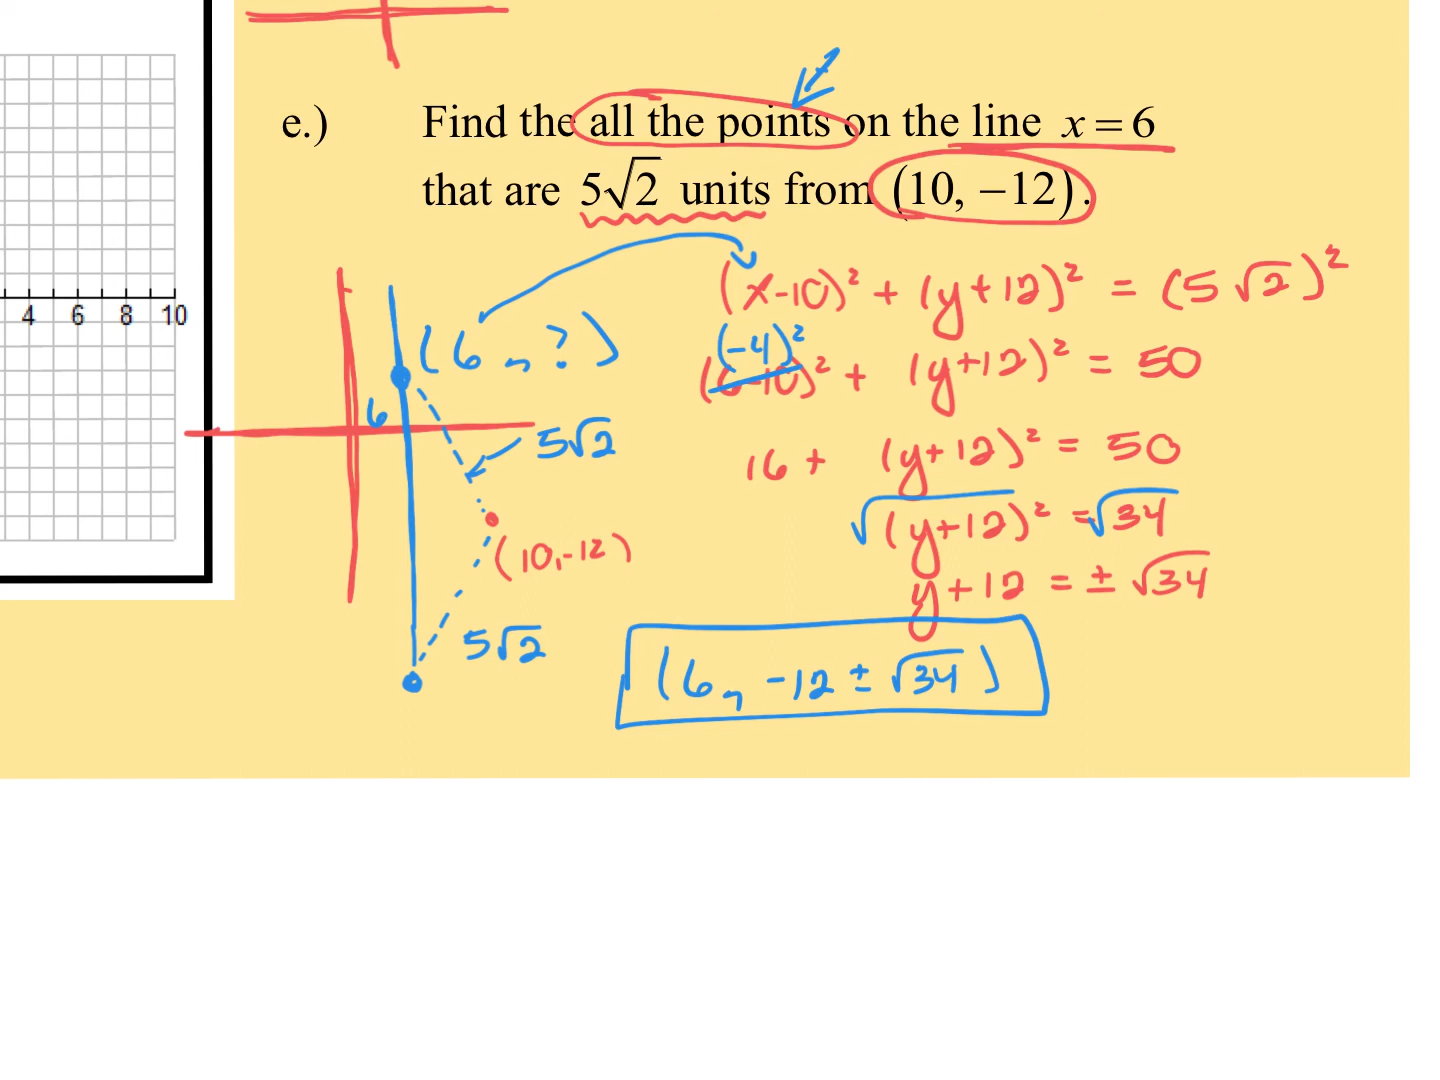 e.) Find the all the points on the line x = 6
that are 5√2 units from (10, −12).
4 6 8 10
(6, ?)
6
5√2
(10, -12)
5√2
(x-10)² + (y+12)² = (5√2)²
(-4)²
(6-10)² + (y+12)² = 50
16 + (y+12)² = 50
√(y+12)² = √34
y+12 = ± √34
(6, -12 ± √34)